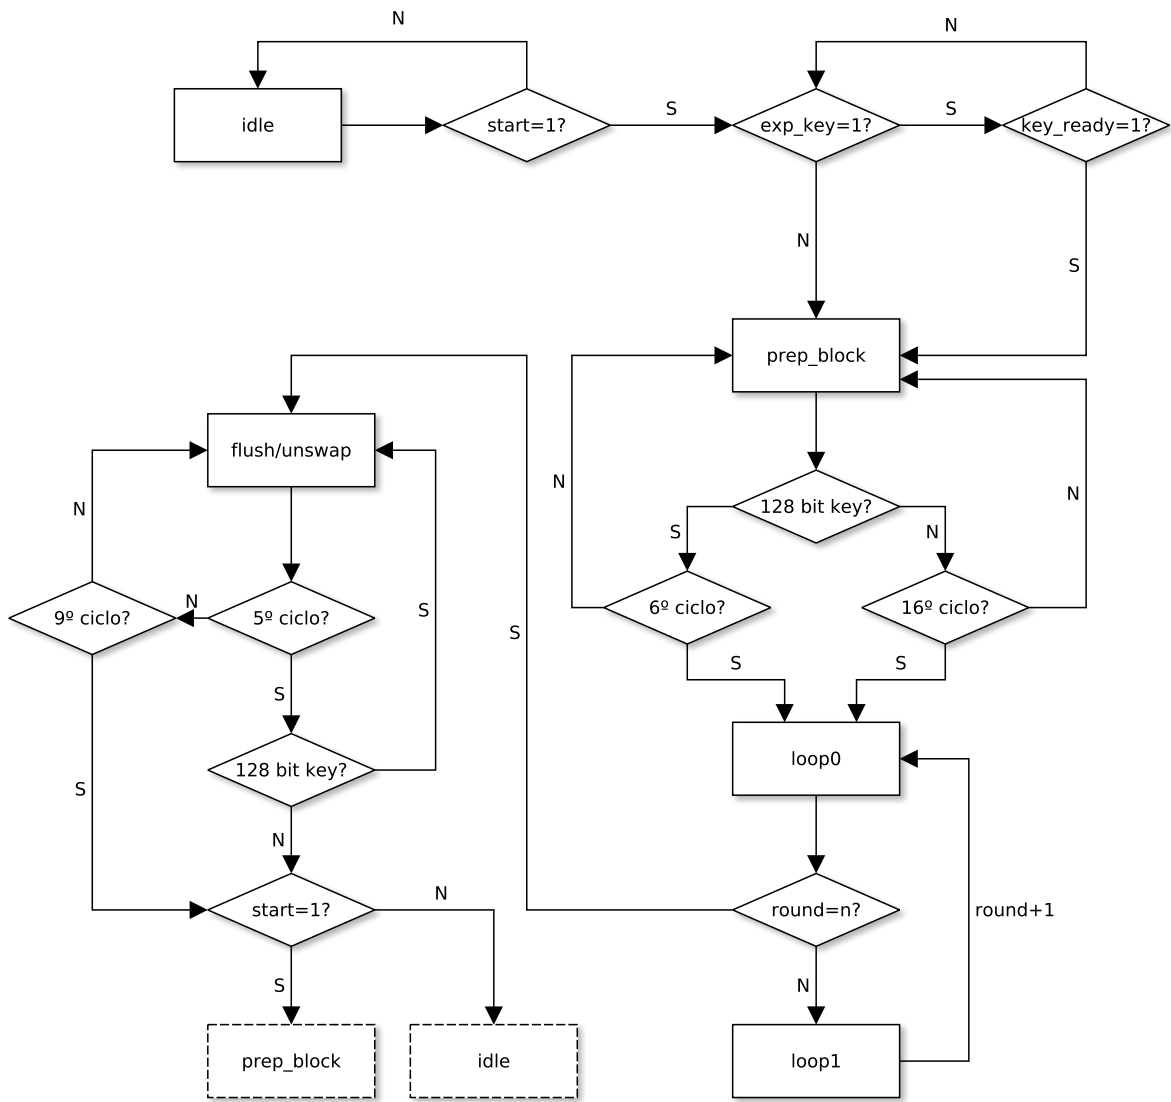 N
N
idle
start=1?
S
exp_key=1?
S
key_ready=1?
N
S
prep_block
flush/unswap
N
N
N
128 bit key?
S
N
9º ciclo?
N
5º ciclo?
S
S
6º ciclo?
16º ciclo?
S
S
S
128 bit key?
loop0
S
N
start=1?
N
round=n?
round+1
S
N
prep_block
idle
loop1